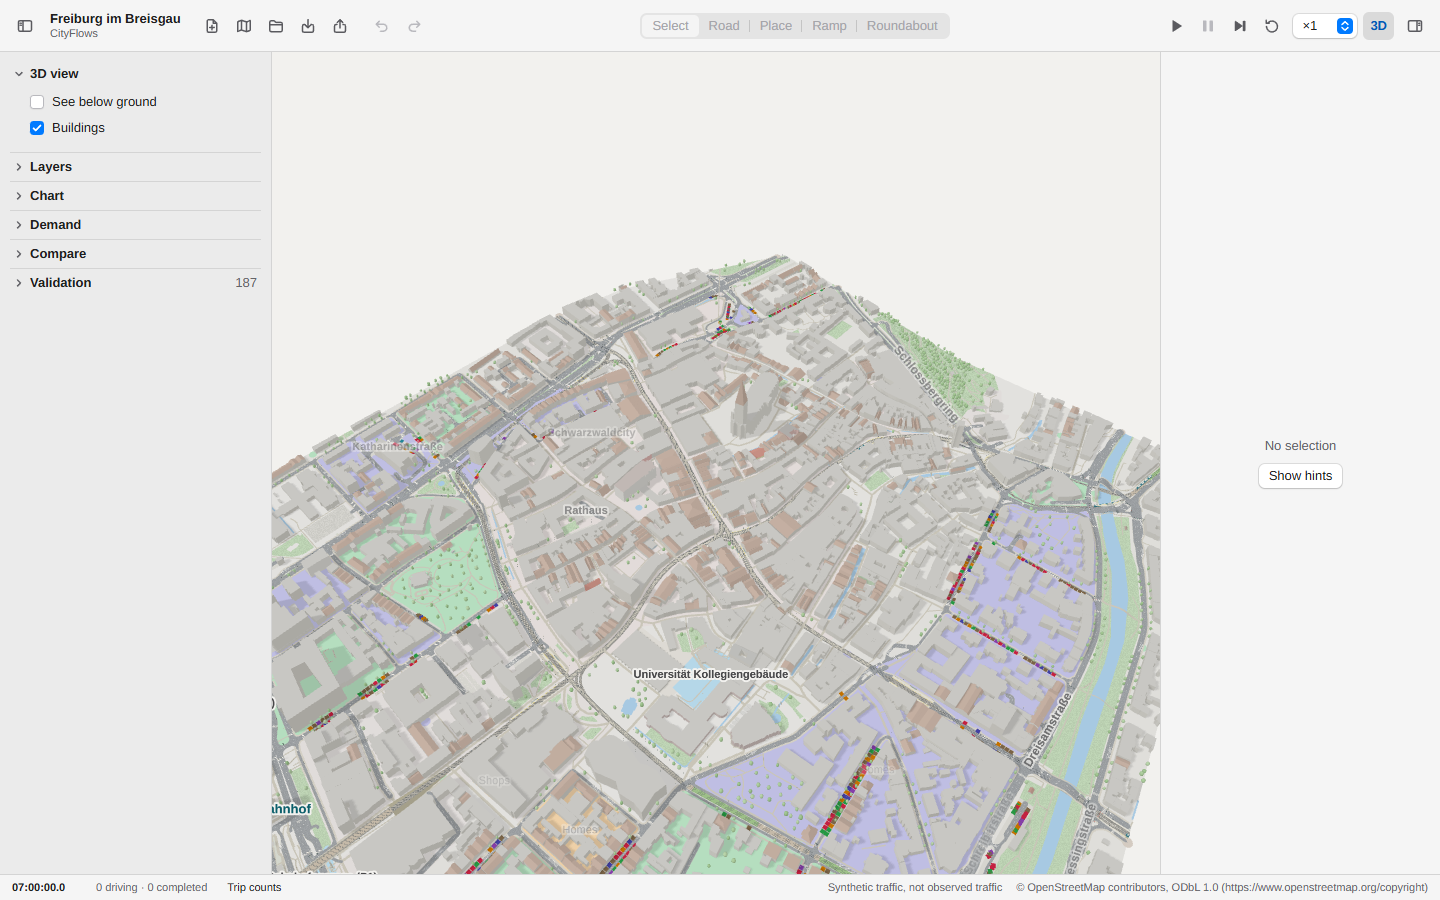 Freiburg im Breisgau
CityFlows
Select
Road
Place
Ramp
Roundabout
×1
3D
3D view
See below ground
Buildings
Layers
Chart
Demand
Compare
Validation
187
Schlossbergring
Katharinenstraße
Schwarzwaldcity
Rathaus
Universität Kollegiengebäude
Dreisamstraße
Shops
Homes
Homes
No selection
Show hints
07:00:00.0
0 driving · 0 completed
Trip counts
Synthetic traffic, not observed traffic
© OpenStreetMap contributors, ODbL 1.0 (https://www.openstreetmap.org/copyright)